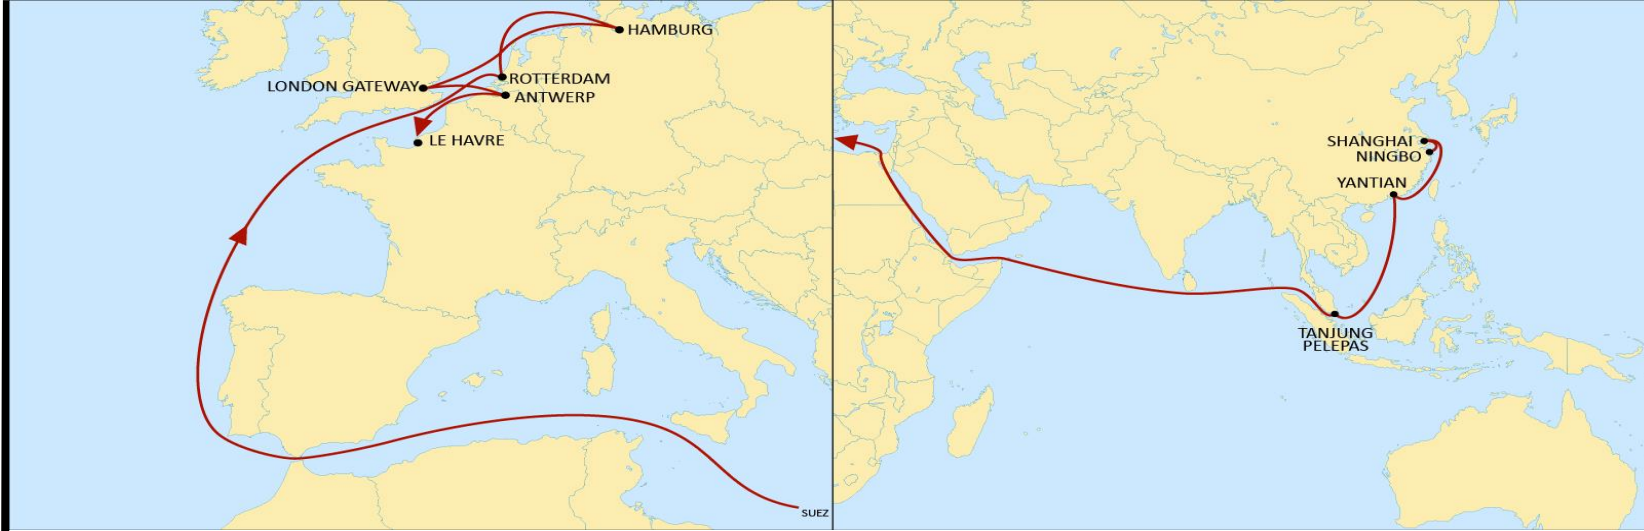 HAMBURG
ROTTERDAM
LONDON GATEWAY
ANTWERP
LE HAVRE
SUEZ
SHANGHAI
NINGBO
YANTIAN
TANJUNG
PELEPAS